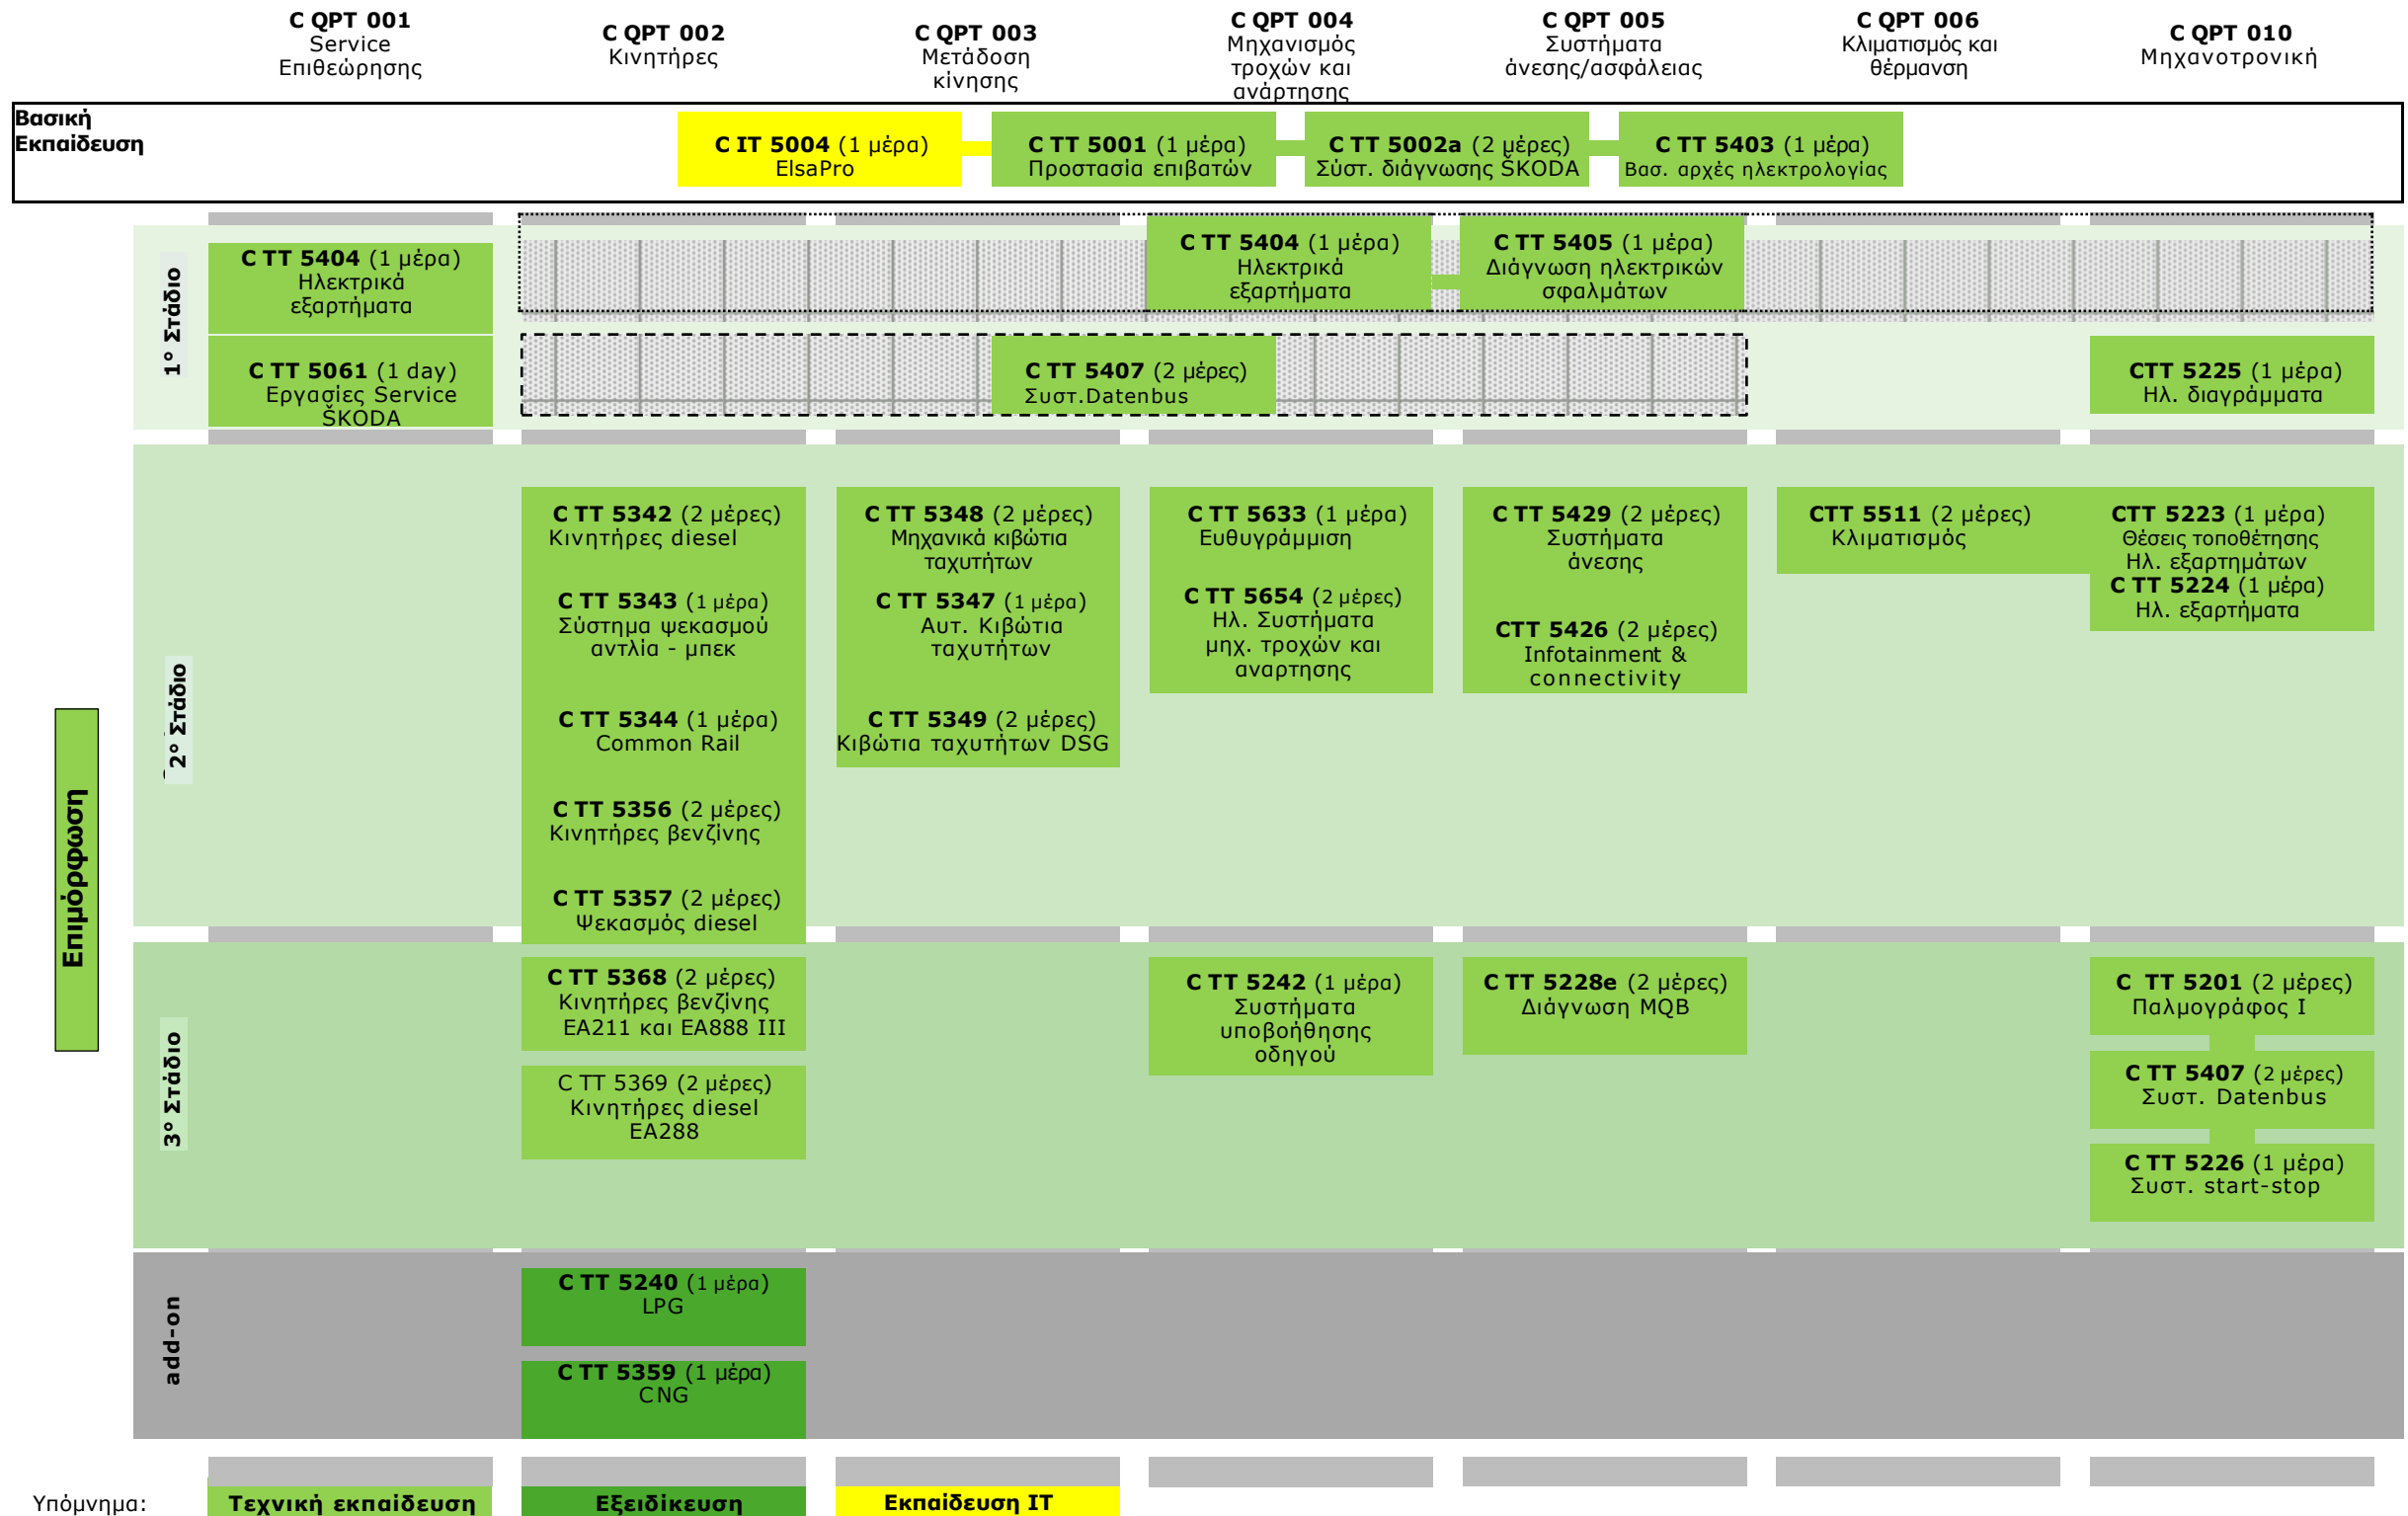 C QPT 001
Service
Επιθεώρησης
C QPT 002
Κινητήρες
C QPT 003
Μετάδοση
κίνησης
C QPT 004
Μηχανισμός
τροχών και
ανάρτησης
C QPT 005
Συστήματα
άνεσης/ασφάλειας
C QPT 006
Κλιματισμός και
θέρμανση
C QPT 010
Μηχανοτρονική
Βασική
Εκπαίδευση
C IT 5004 (1 μέρα)
ElsaPro
C TT 5001 (1 μέρα)
Προστασία επιβατών
C TT 5002a (2 μέρες)
Σύστ. διάγνωσης ŠKODA
C TT 5403 (1 μέρα)
Βασ. αρχές ηλεκτρολογίας
1° Στάδιο
C TT 5404 (1 μέρα)
Ηλεκτρικά
εξαρτήματα
C TT 5404 (1 μέρα)
Ηλεκτρικά
εξαρτήματα
C TT 5405 (1 μέρα)
Διάγνωση ηλεκτρικών
σφαλμάτων
C TT 5061 (1 day)
Εργασίες Service
ŠKODA
C TT 5407 (2 μέρες)
Συστ.Datenbus
CTT 5225 (1 μέρα)
Ηλ. διαγράμματα
Επιμόρφωση
2° Στάδιο
C TT 5342 (2 μέρες)
Κινητήρες diesel
C TT 5343 (1 μέρα)
Σύστημα ψεκασμού
αντλία - μπεκ
C TT 5344 (1 μέρα)
Common Rail
C TT 5356 (2 μέρες)
Κινητήρες βενζίνης
C TT 5357 (2 μέρες)
Ψεκασμός diesel
C TT 5348 (2 μέρες)
Μηχανικά κιβώτια
ταχυτήτων
C TT 5347 (1 μέρα)
Αυτ. Κιβώτια
ταχυτήτων
C TT 5349 (2 μέρες)
Κιβώτια ταχυτήτων DSG
C TT 5633 (1 μέρα)
Ευθυγράμμιση
C TT 5654 (2 μέρες)
Ηλ. Συστήματα
μηχ. τροχών και
αναρτησης
C TT 5429 (2 μέρες)
Συστήματα
άνεσης
CTT 5426 (2 μέρες)
Infotainment &
connectivity
CTT 5511 (2 μέρες)
Κλιματισμός
CTT 5223 (1 μέρα)
Θέσεις τοποθέτησης
Ηλ. εξαρτημάτων
C TT 5224 (1 μέρα)
Ηλ. εξαρτήματα
3° Στάδιο
C TT 5368 (2 μέρες)
Κινητήρες βενζίνης
EA211 και EA888 III
C TT 5369 (2 μέρες)
Κινητήρες diesel
EA288
C TT 5242 (1 μέρα)
Συστήματα
υποβοήθησης
οδηγού
C TT 5228e (2 μέρες)
Διάγνωση MQB
C TT 5201 (2 μέρες)
Παλμογράφος I
C TT 5407 (2 μέρες)
Συστ. Datenbus
C TT 5226 (1 μέρα)
Συστ. start-stop
add-on
C TT 5240 (1 μέρα)
LPG
C TT 5359 (1 μέρα)
CNG
Υπόμνημα:
Τεχνική εκπαίδευση
Εξειδίκευση
Εκπαίδευση IT